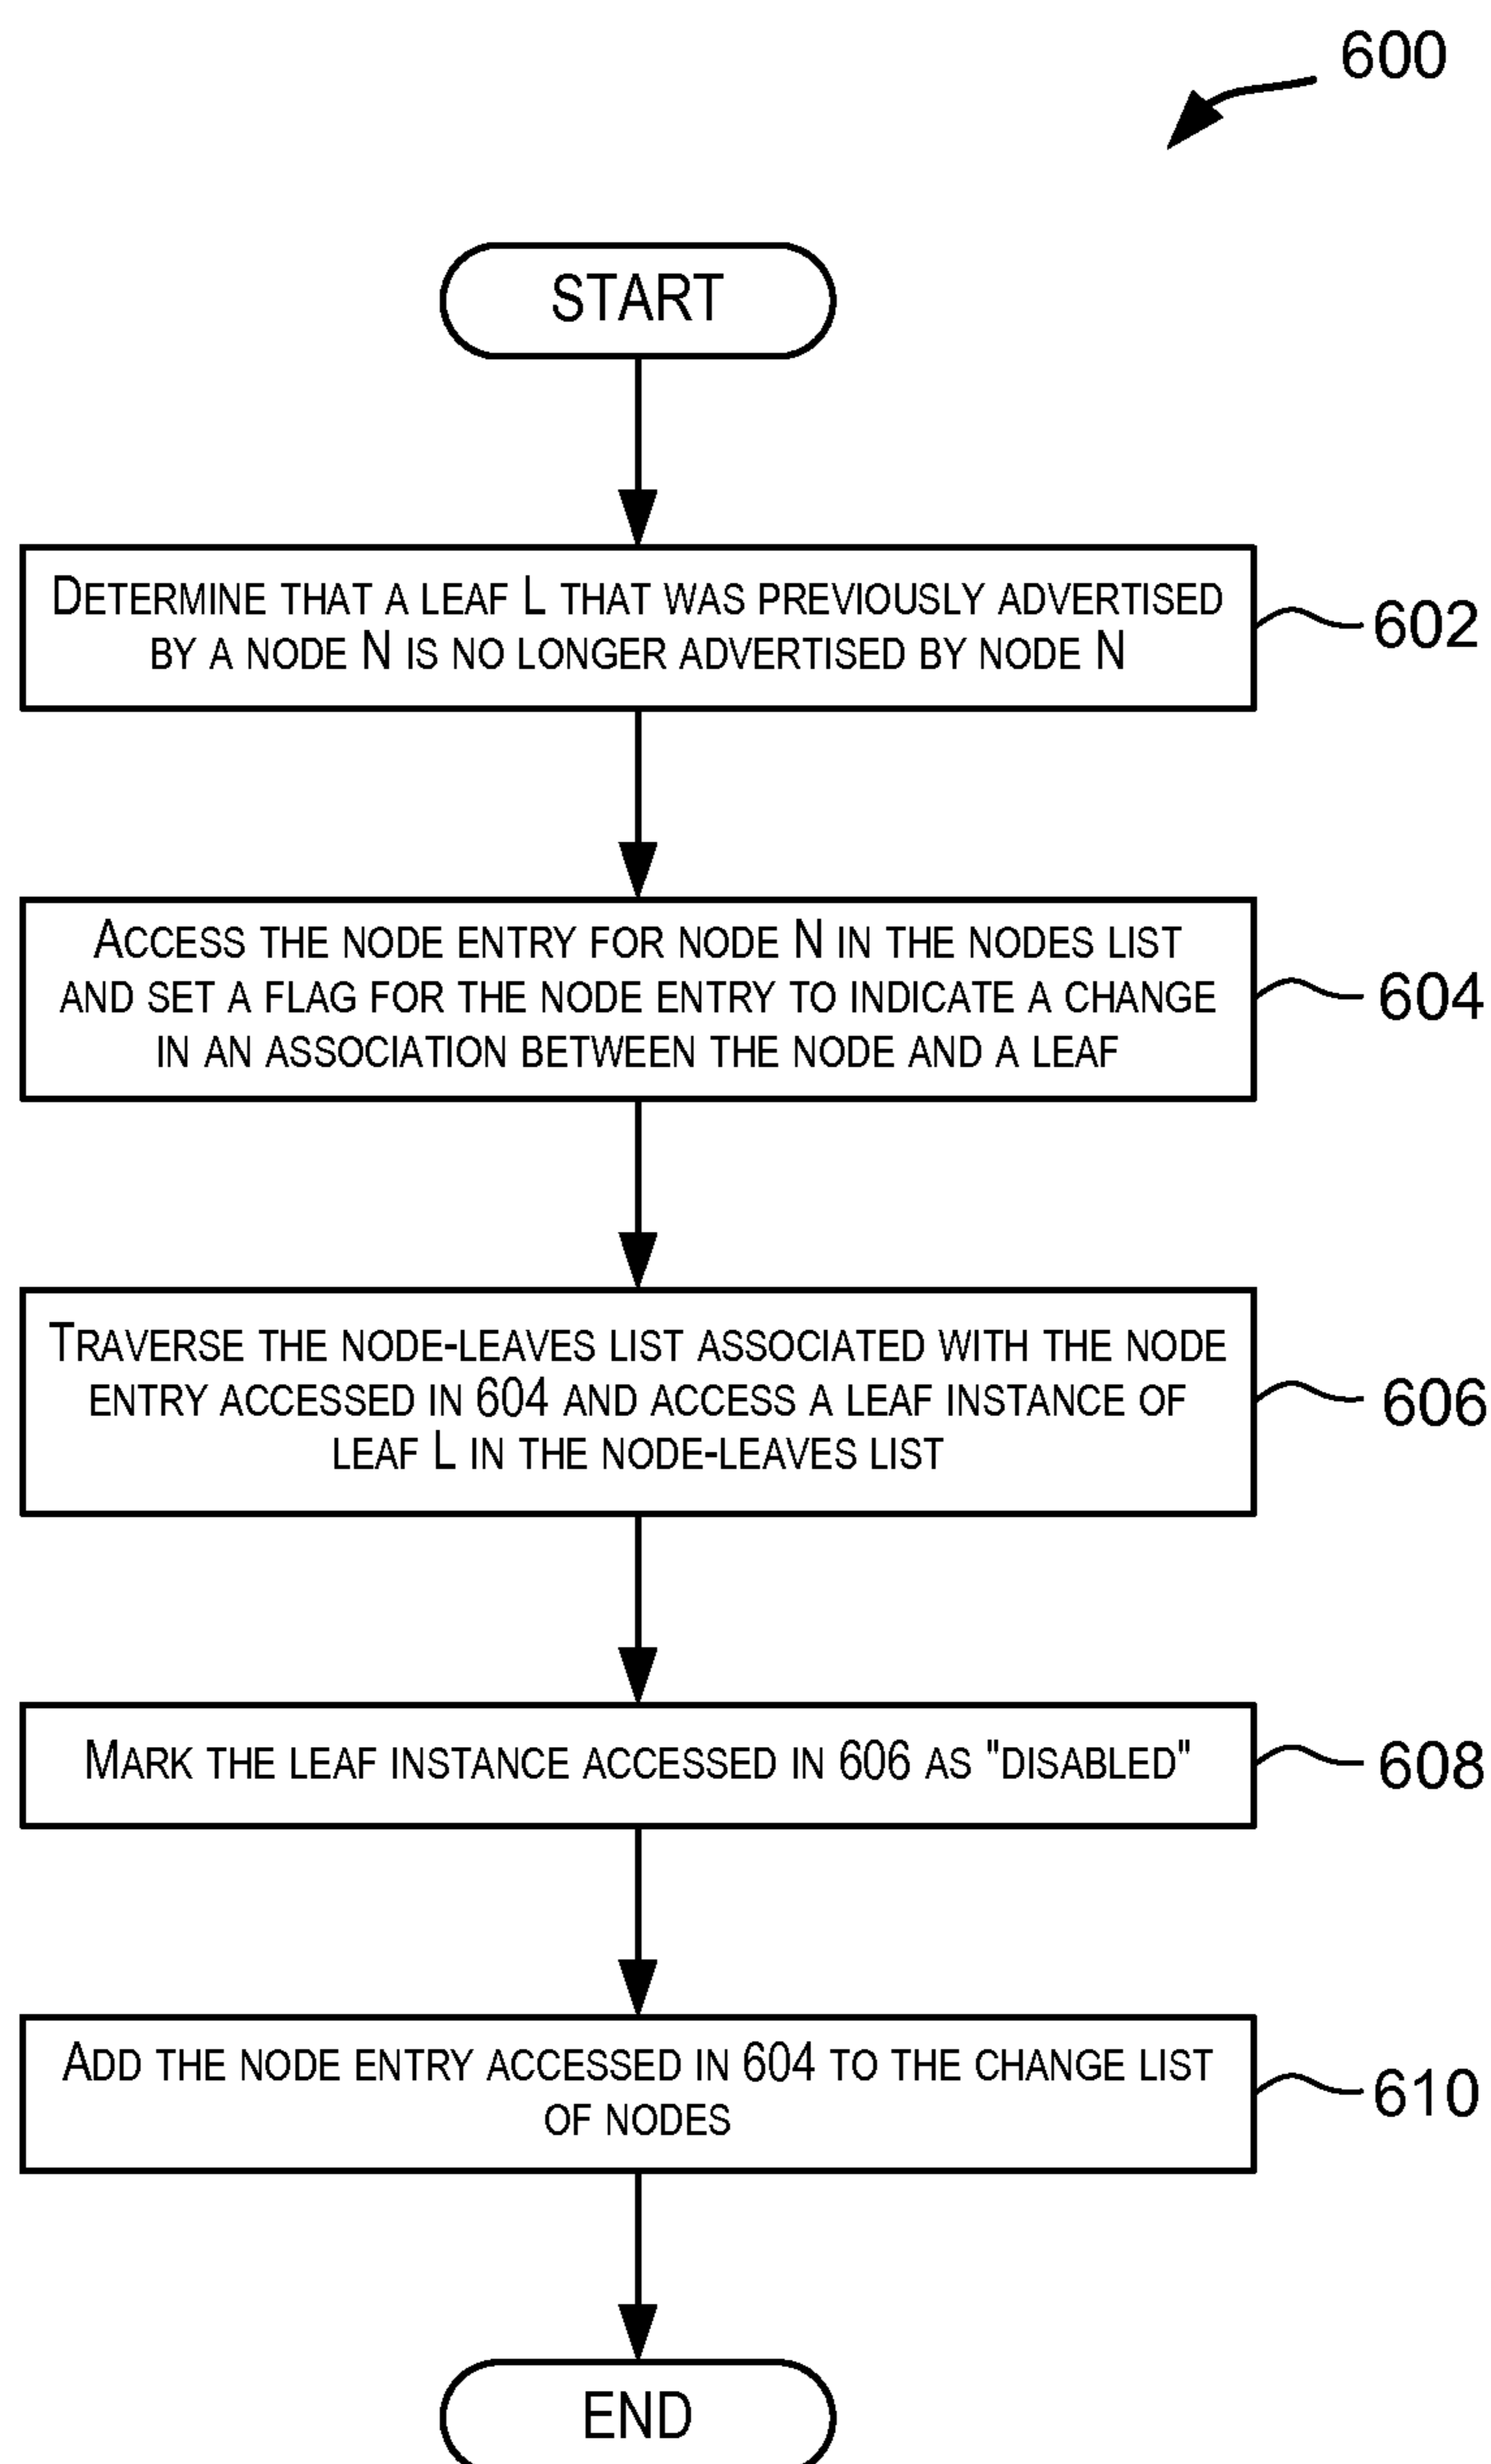 600
START
DETERMINE THAT A LEAF L THAT WAS PREVIOUSLY ADVERTISED
BY A NODE N IS NO LONGER ADVERTISED BY NODE N
602
ACCESS THE NODE ENTRY FOR NODE N IN THE NODES LIST
AND SET A FLAG FOR THE NODE ENTRY TO INDICATE A CHANGE
IN AN ASSOCIATION BETWEEN THE NODE AND A LEAF
604
TRAVERSE THE NODE-LEAVES LIST ASSOCIATED WITH THE NODE
ENTRY ACCESSED IN 604 AND ACCESS A LEAF INSTANCE OF
LEAF L IN THE NODE-LEAVES LIST
606
MARK THE LEAF INSTANCE ACCESSED IN 606 AS "DISABLED"
608
ADD THE NODE ENTRY ACCESSED IN 604 TO THE CHANGE LIST
OF NODES
610
END